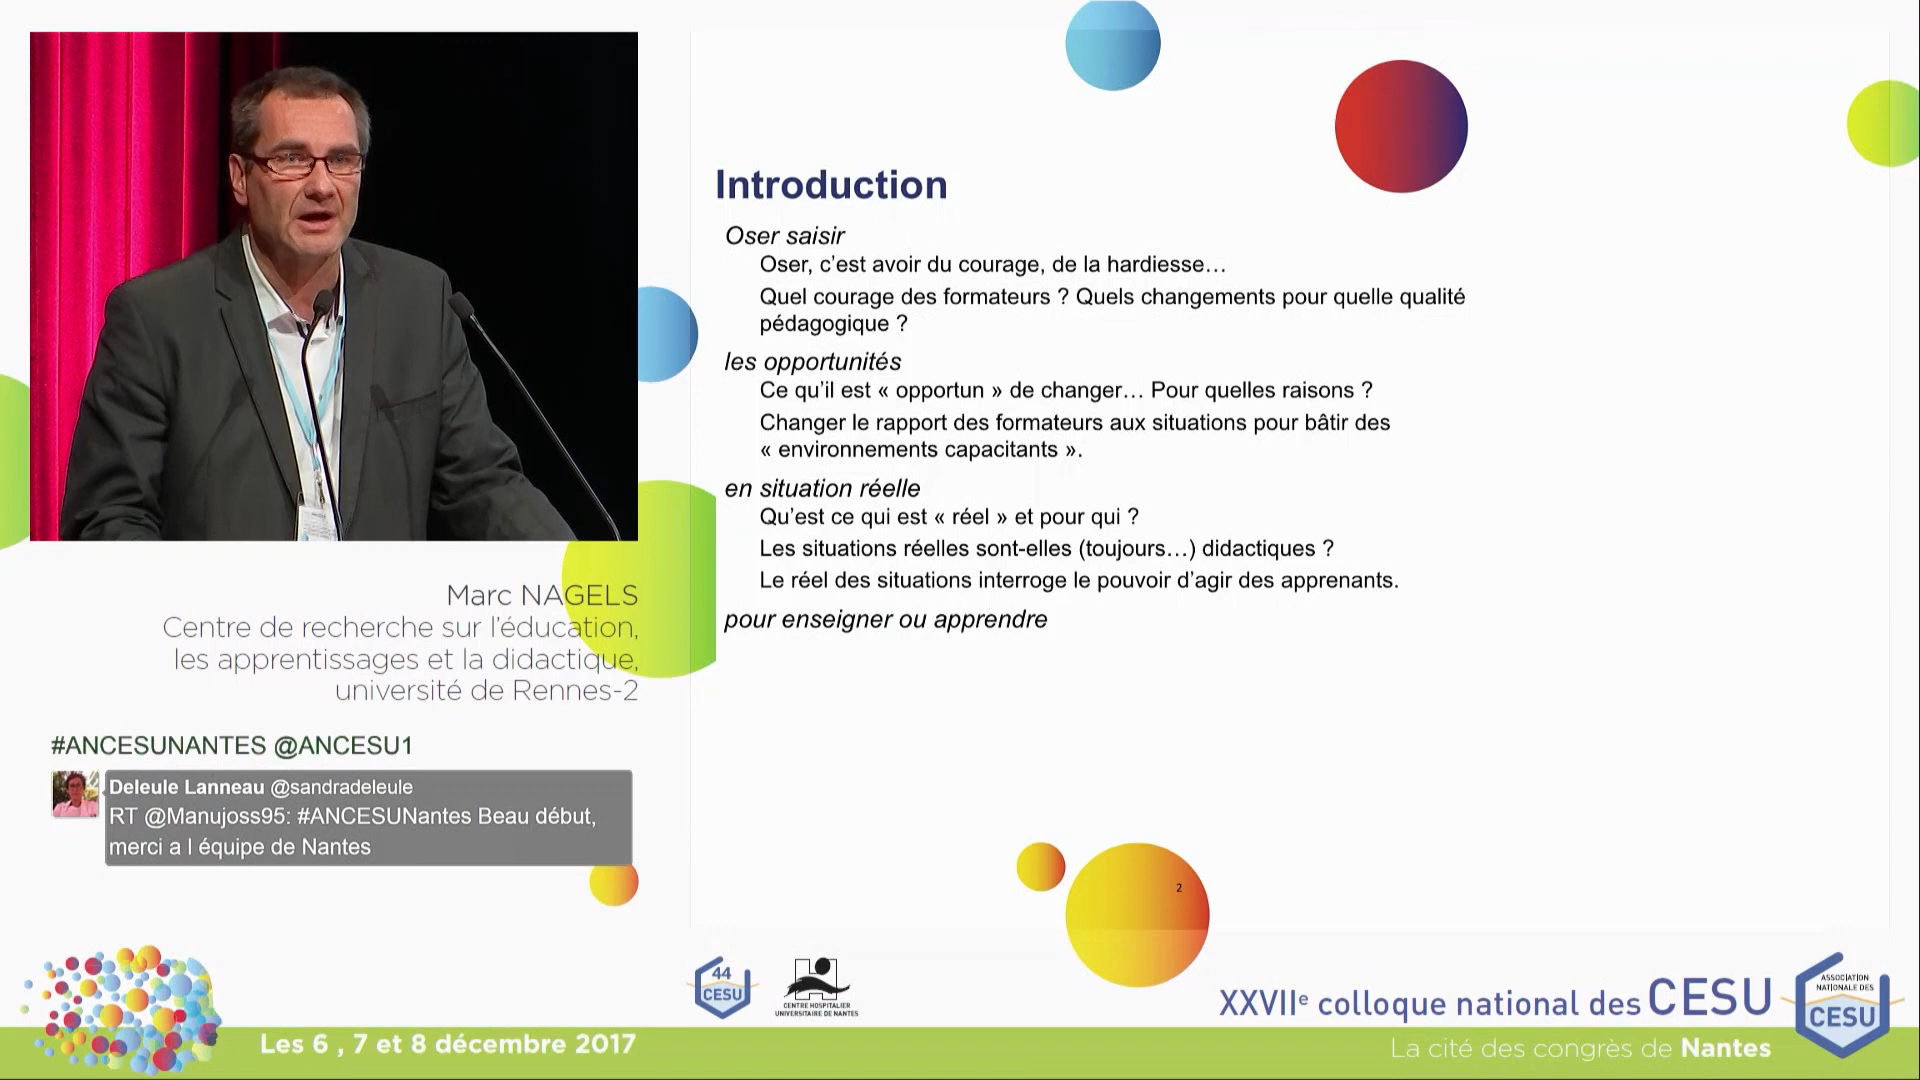 Introduction
Oser saisir
Oser, c’est avoir du courage, de la hardiesse…
Quel courage des formateurs ? Quels changements pour quelle qualité
pédagogique ?
les opportunités
Ce qu’il est « opportun » de changer… Pour quelles raisons ?
Changer le rapport des formateurs aux situations pour bâtir des
« environnements capacitants ».
en situation réelle
Qu’est ce qui est « réel » et pour qui ?
Les situations réelles sont-elles (toujours…) didactiques ?
Le réel des situations interroge le pouvoir d’agir des apprenants.
pour enseigner ou apprendre
2
Marc NAGELS
Centre de recherche sur l’éducation,
les apprentissages et la didactique,
université de Rennes-2
#ANCESUNANTES @ANCESU1
Deleule Lanneau @sandradeleule
RT @Manujoss95: #ANCESUNantes Beau début,
merci a l équipe de Nantes
Les 6 , 7 et 8 décembre 2017
44
CESU
CENTRE HOSPITALIER
UNIVERSITAIRE DE NANTES
XXVIIe colloque national des CESU
La cité des congrès de Nantes
ASSOCIATION
NATIONALE DES
CESU